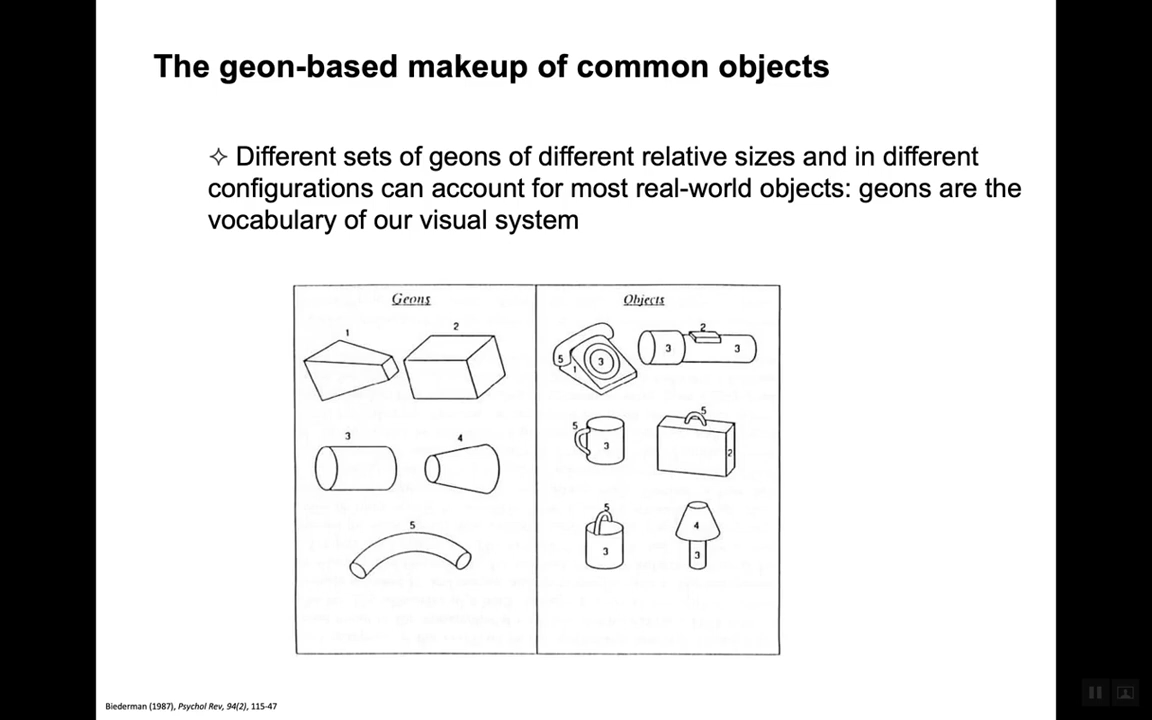 The geon-based makeup of common objects
✧ Different sets of geons of different relative sizes and in different
configurations can account for most real-world objects: geons are the
vocabulary of our visual system
Geons
1
2
3
4
5
Objects
5
1
3
3
2
3
5
3
5
2
5
3
4
3
Biederman (1987), Psychol Rev, 94(2), 115-47